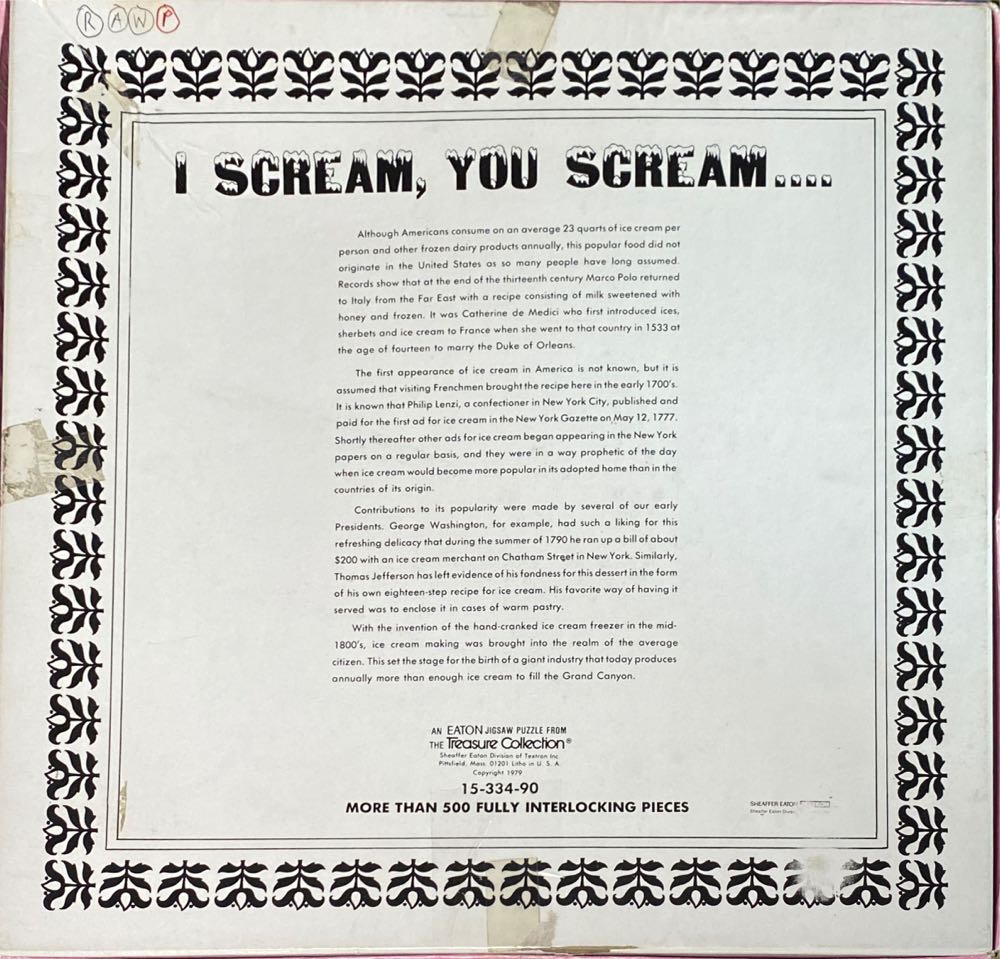 R A W P
I SCREAM, YOU SCREAM....
Although Americans consume on an average 23 quarts of ice cream per
person and other frozen dairy products annually, this popular food did not
originate in the United States as so many people have long assumed.
Records show that at the end of the thirteenth century Marco Polo returned
to Italy from the Far East with a recipe consisting of milk sweetened with
honey and frozen. It was Catherine de Medici who first introduced ices,
sherbets and ice cream to France when she went to that country in 1533 at
the age of fourteen to marry the Duke of Orleans.
The first appearance of ice cream in America is not known, but it is
assumed that visiting Frenchmen brought the recipe here in the early 1700's.
It is known that Philip Lenzi, a confectioner in New York City, published and
paid for the first ad for ice cream in the New York Gazette on May 12, 1777.
Shortly thereafter other ads for ice cream began appearing in the New York
papers on a regular basis, and they were in a way prophetic of the day
when ice cream would become more popular in its adopted home than in the
countries of its origin.
Contributions to its popularity were made by several of our early
Presidents. George Washington, for example, had such a liking for this
refreshing delicacy that during the summer of 1790 he ran up a bill of about
$200 with an ice cream merchant on Chatham Street in New York. Similarly,
Thomas Jefferson has left evidence of his fondness for this dessert in the form
of his own eighteen-step recipe for ice cream. His favorite way of having it
served was to enclose it in cases of warm pastry.
With the invention of the hand-cranked ice cream freezer in the mid-
1800's, ice cream making was brought into the realm of the average
citizen. This set the stage for the birth of a giant industry that today produces
annually more than enough ice cream to fill the Grand Canyon.
AN EATON JIGSAW PUZZLE FROM
THE Treasure Collection®
Sheaffer Eaton Division of Textron Inc
Pittsfield, Mass. 01201 Litho in U. S. A.
Copyright 1979
15-334-90
MORE THAN 500 FULLY INTERLOCKING PIECES
SHEAFFER EATON
Sheaffer Eaton